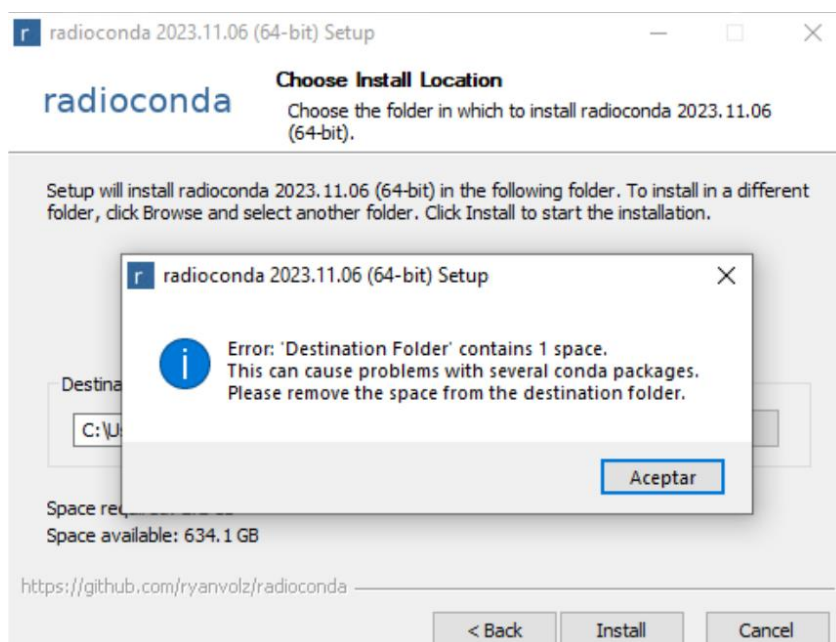 radioconda 2023.11.06 (64-bit) Setup
radioconda
Choose Install Location
Choose the folder in which to install radioconda 2023.11.06
(64-bit).
Setup will install radioconda 2023.11.06 (64-bit) in the following folder. To install in a different
folder, click Browse and select another folder. Click Install to start the installation.
radioconda 2023.11.06 (64-bit) Setup
Error: 'Destination Folder' contains 1 space.
This can cause problems with several conda packages.
Please remove the space from the destination folder.
Aceptar
Space
Space available: 634.1 GB
https://github.com/ryanvolz/radioconda
< Back
Install
Cancel